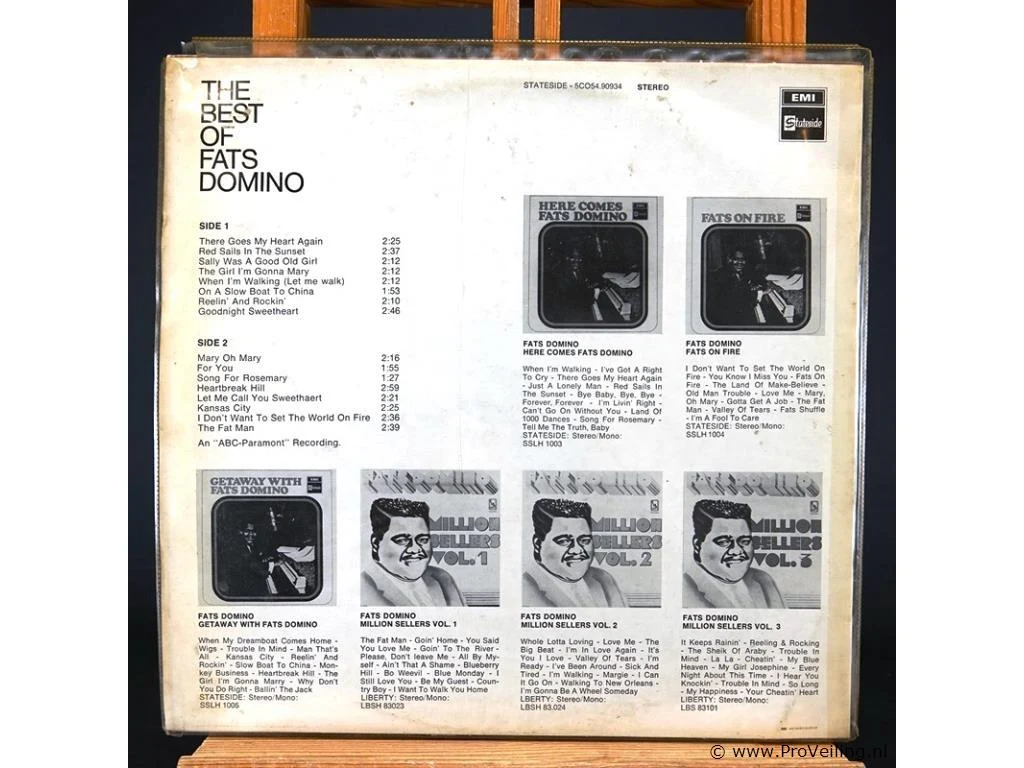 THE
BEST
OF
FATS
DOMINO
STATESIDE - 5CO54.90934 STEREO
EMI
Stateside
SIDE 1
There Goes My Heart Again 2:25
Red Sails In The Sunset 2:37
Sally Was A Good Old Girl 2:12
The Girl I'm Gonna Mary 2:12
When I'm Walking (Let me walk) 2:12
On A Slow Boat To China 1:53
Reelin' And Rockin' 2:10
Goodnight Sweetheart 2:46
SIDE 2
Mary Oh Mary 2:16
For You 1:55
Song For Rosemary 1:27
Heartbreak Hill 2:59
Let Me Call You Sweethaert 2:21
Kansas City 2:25
I Don't Want To Set The World On Fire 2:36
The Fat Man 2:39
An "ABC-Paramont" Recording.
HERE COMES
FATS DOMINO
FATS DOMINO
HERE COMES FATS DOMINO
When I'm Walking - I've Got A Right
To Cry - There Goes My Heart Again
- Just A Lonely Man - Red Sails In
The Sunset - Bye Baby, Bye, Bye -
Forever, Forever - I'm Livin' Right -
Can't Go On Without You - Land Of
1000 Dances - Song For Rosemary -
Tell Me The Truth, Baby
STATESIDE: Stereo/Mono:
SSLH 1003
FATS ON FIRE
FATS DOMINO
FATS ON FIRE
I Don't Want To Set The World On
Fire - You Know I Miss You - Fats On
Fire - The Land Of Make-Believe -
Old Man Trouble - Love Me - Mary,
Oh, Mary - Gotta Get A Job - The Fat
Man - Valley Of Tears - Fats Shuffle
- I'm A Fool To Care
STATESIDE: Stereo/Mono:
SSLH 1004
GETAWAY WITH
FATS DOMINO
FATS DOMINO
GETAWAY WITH FATS DOMINO
When My Dreamboat Comes Home -
Wigs - Trouble In Mind - Man That's
All - Kansas City - Reelin' And
Rockin' - Slow Boat To China - Mon-
key Business - Heartbreak Hill - The
Girl I'm Gonna Marry - Why Don't
You Do Right - Ballin' The Jack
STATESIDE: Stereo/Mono:
SSLH 1005
FATS DOMINO
MILLION
SELLERS
VOL.1
FATS DOMINO
MILLION SELLERS VOL. 1
The Fat Man - Goin' Home - You Said
You Love Me - Goin' To The River -
Please, Don't leave Me - All By My-
self - Ain't That A Shame - Blueberry
Hill - Bo Weevil - Blue Monday - I
Still Love You - Be My Guest - Coun-
try Boy - I Want To Walk You Home
LIBERTY: Stereo/Mono:
LBSH 83023
FATS DOMINO
MILLION
SELLERS
VOL.2
FATS DOMINO
MILLION SELLERS VOL. 2
Whole Lotta Loving - Love Me - The
Big Beat - I'm In Love Again - It's
You I Love - Valley Of Tears - I'm
Ready - I've Been Around - Sick And
Tired - I'm Walking - Margie - I Can
It Go On - Walking To New Orleans -
I'm Gonna Be A Wheel Someday
LIBERTY: Stereo/Mono:
LBSH 83.024
FATS DOMINO
MILLION
SELLERS
VOL.3
FATS DOMINO
MILLION SELLERS VOL. 3
It Keeps Rainin' - Reeling & Rocking
- The Sheik Of Araby - Trouble In
Mind - La La - Cheatin' - My Blue
Heaven - My Girl Josephine - Every
Night About This Time - I Hear You
Knockin' - Trouble In Mind - So Long
- My Happiness - Your Cheatin' Heart
LIBERTY: Stereo/Mono:
LBS 83101
© www.ProVeiling.nl